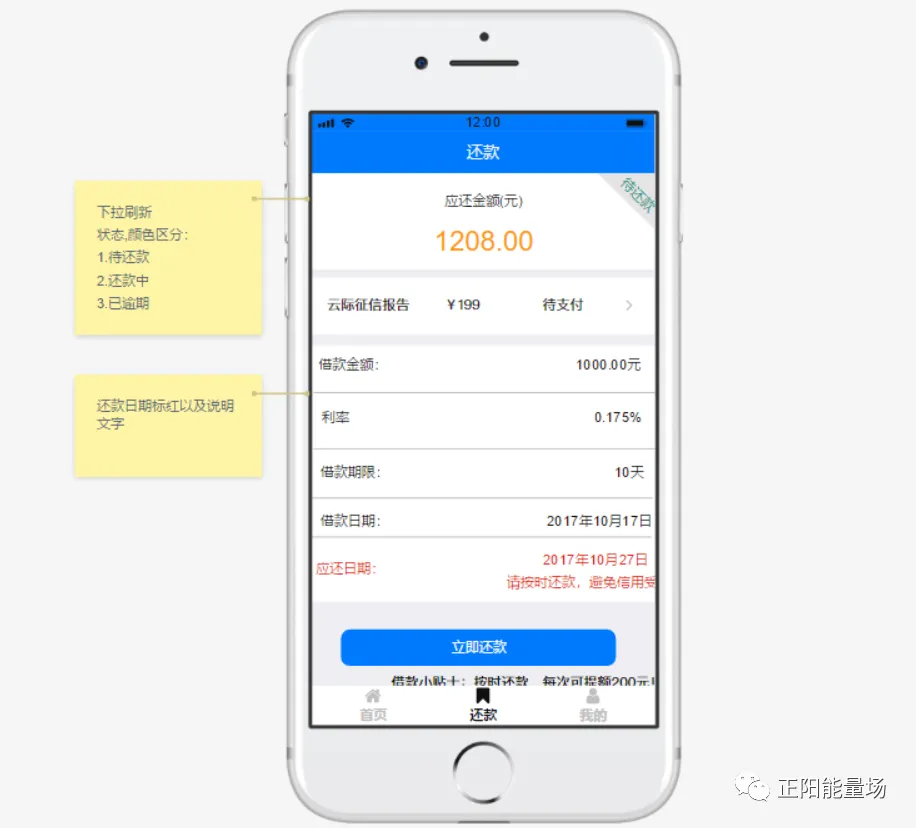 12:00
还款
待还款
应还金额(元)
1208.00
云际征信报告 ¥199 待支付
借款金额: 1000.00元
利率 0.175%
借款期限: 10天
借款日期: 2017年10月17日
应还日期: 2017年10月27日
请按时还款，避免信用受
立即还款
借款小贴士：按时还款 每次可提额200元!
首页 还款 我的
下拉刷新
状态,颜色区分:
1.待还款
2.还款中
3.已逾期
还款日期标红以及说明
文字
正阳能量场